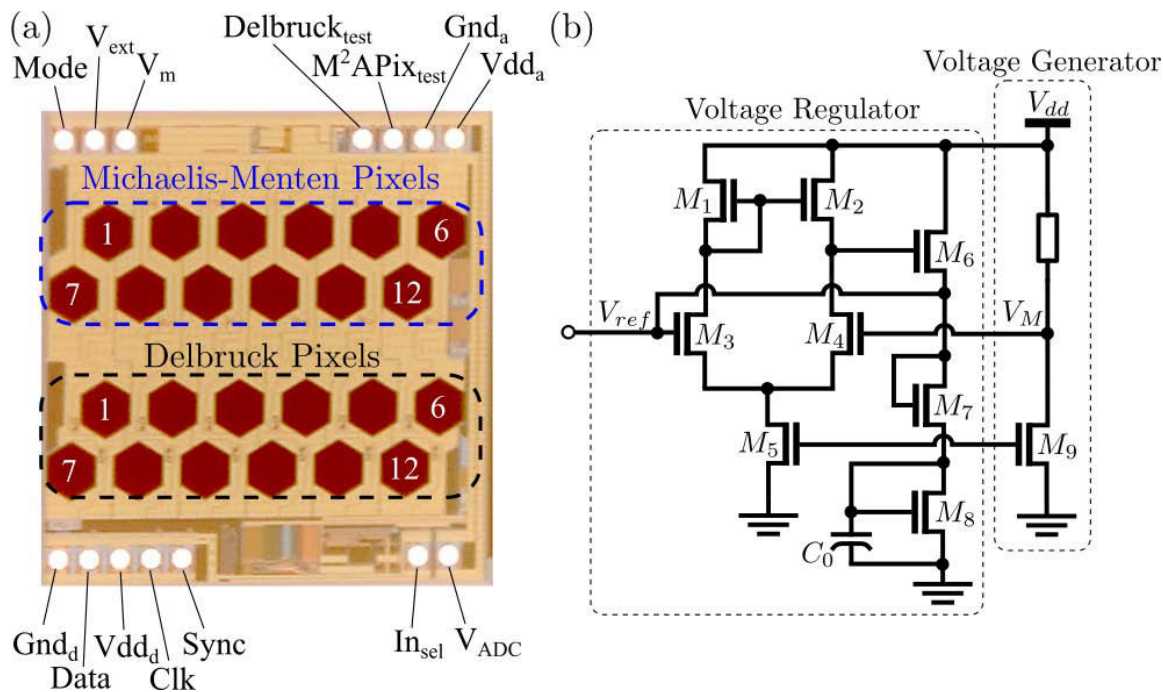 (a)
V_ext
Mode
V_m
Delbruck_test
M²APix_test
Gnd_a
Vdd_a
Michaelis-Menten Pixels
1
6
7
12
Delbruck Pixels
1
6
7
12
Gnd_d
Data
Vdd_d
Clk
Sync
In_sel
V_ADC
(b)
Voltage Generator
Voltage Regulator
V_dd
M_1
M_2
M_6
V_ref
M_3
M_4
V_M
M_7
M_5
M_9
M_8
C_0